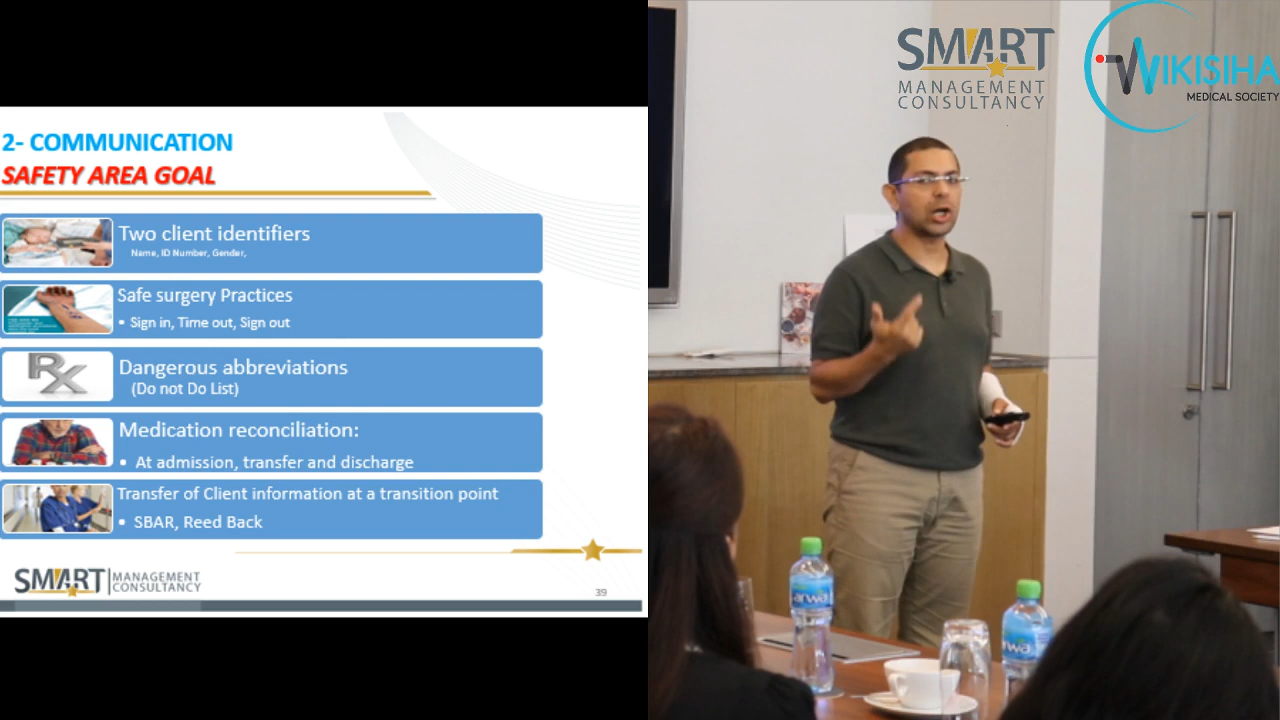 2- COMMUNICATION
SAFETY AREA GOAL
Two client identifiers
Name, ID Number, Gender,
Safe surgery Practices
• Sign in, Time out, Sign out
Dangerous abbreviations
(Do not Do List)
Medication reconciliation:
• At admission, transfer and discharge
Transfer of Client information at a transition point
• SBAR, Reed Back
SMART
MANAGEMENT
CONSULTANCY
39
SMART
MANAGEMENT
CONSULTANCY
WIKISIHA
MEDICAL SOCIETY
arwa
arwa